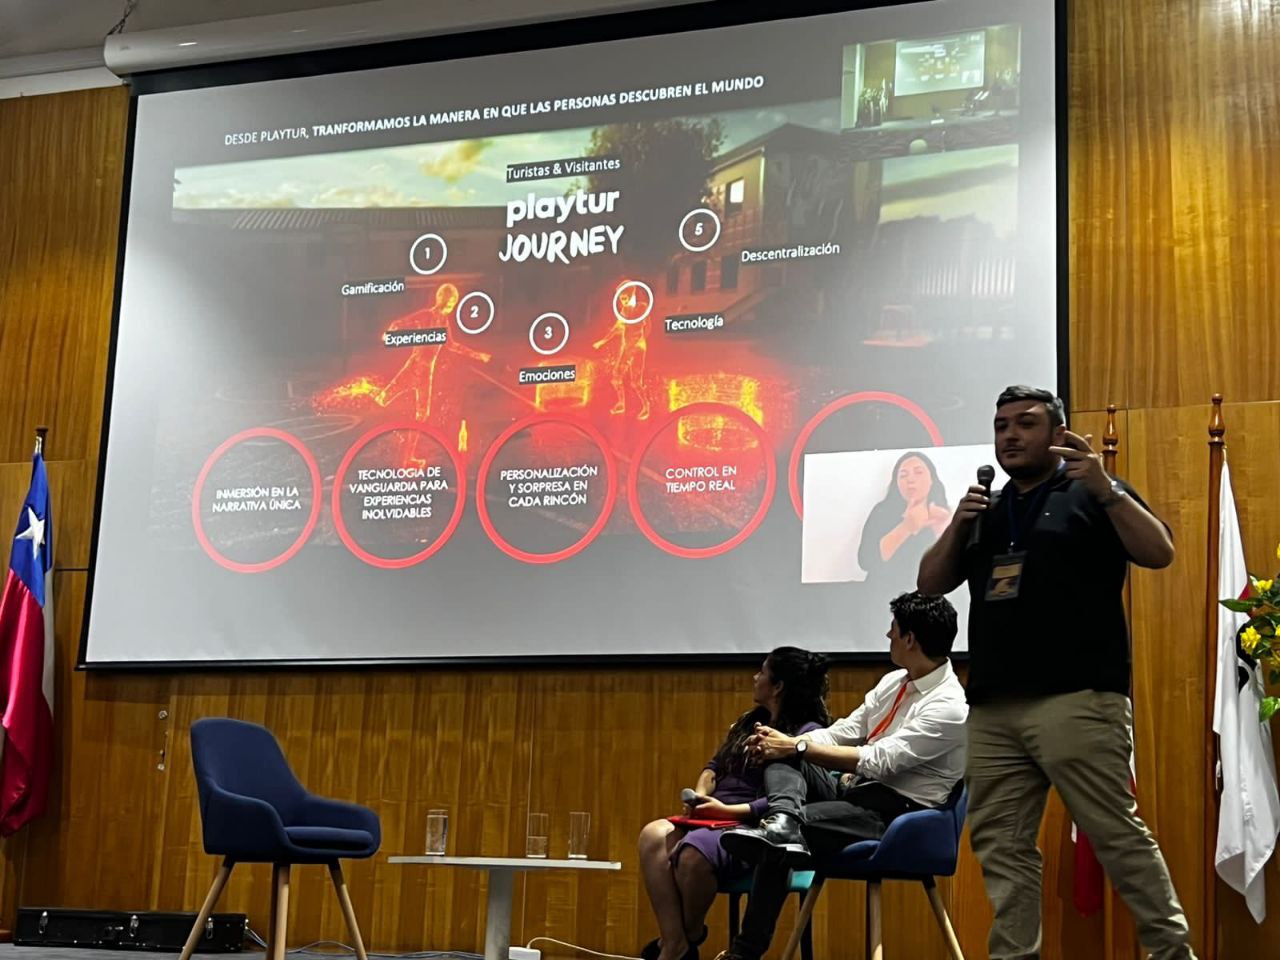 DESDE PLAYTUR, TRANFORMAMOS LA MANERA EN QUE LAS PERSONAS DESCUBREN EL MUNDO
Turistas & Visitantes
playtur
JOURNEY
1
Gamificación
2
Experiencias
3
Emociones
4
Tecnología
5
Descentralización
INMERSIÓN EN LA
NARRATIVA ÚNICA
TECNOLOGÍA DE
VANGUARDIA PARA
EXPERIENCIAS
INOLVIDABLES
PERSONALIZACIÓN
Y SORPRESA EN
CADA RINCÓN
CONTROL EN
TIEMPO REAL